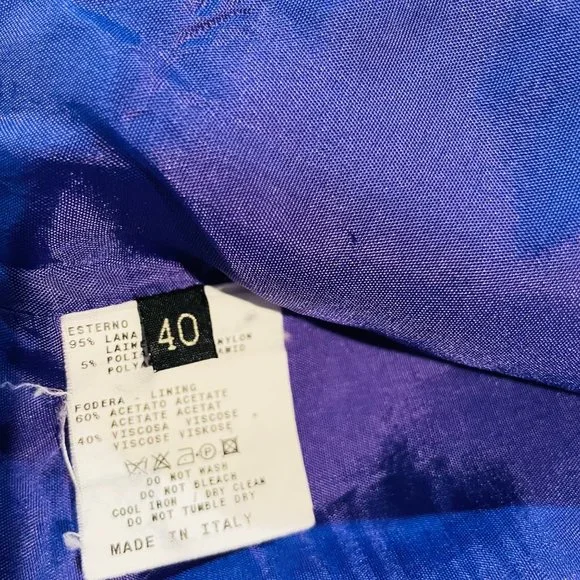 ESTERNO
40
95% LANA
5%
NYLON
FODERA - LINING
60% ACETATO ACETATE
ACETATE ACETAT
40% VISCOSA VISCOSE
VISCOSE VISKOSE
DO NOT WASH
DO NOT BLEACH
COOL IRON / DRY CLEAN
DO NOT TUMBLE DRY
MADE IN ITALY